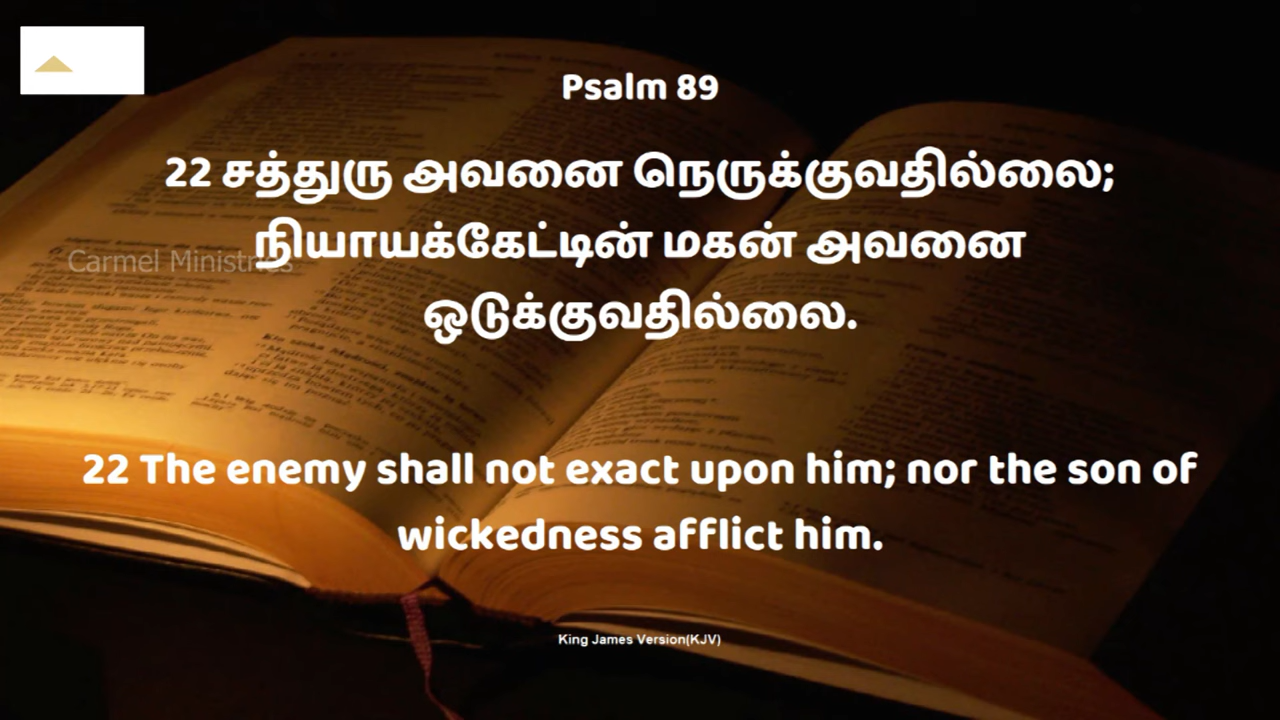 Psalm 89
22 சத்துரு அவனை நெருக்குவதில்லை;
நியாயக்கேட்டின் மகன் அவனை
Carmel Ministries
ஒடுக்குவதில்லை.
22 The enemy shall not exact upon him; nor the son of
wickedness afflict him.
King James Version(KJV)